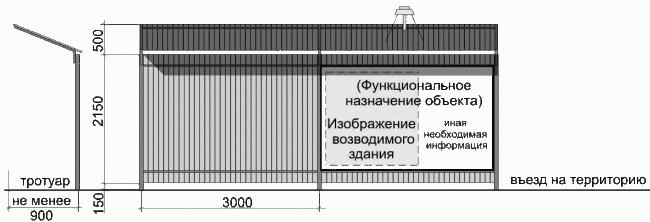 500
2150
150
(Функциональное
назначение объекта)
Изображение
возводимого
здания
иная
необходимая
информация
тротуар
не менее
900
3000
въезд на территорию